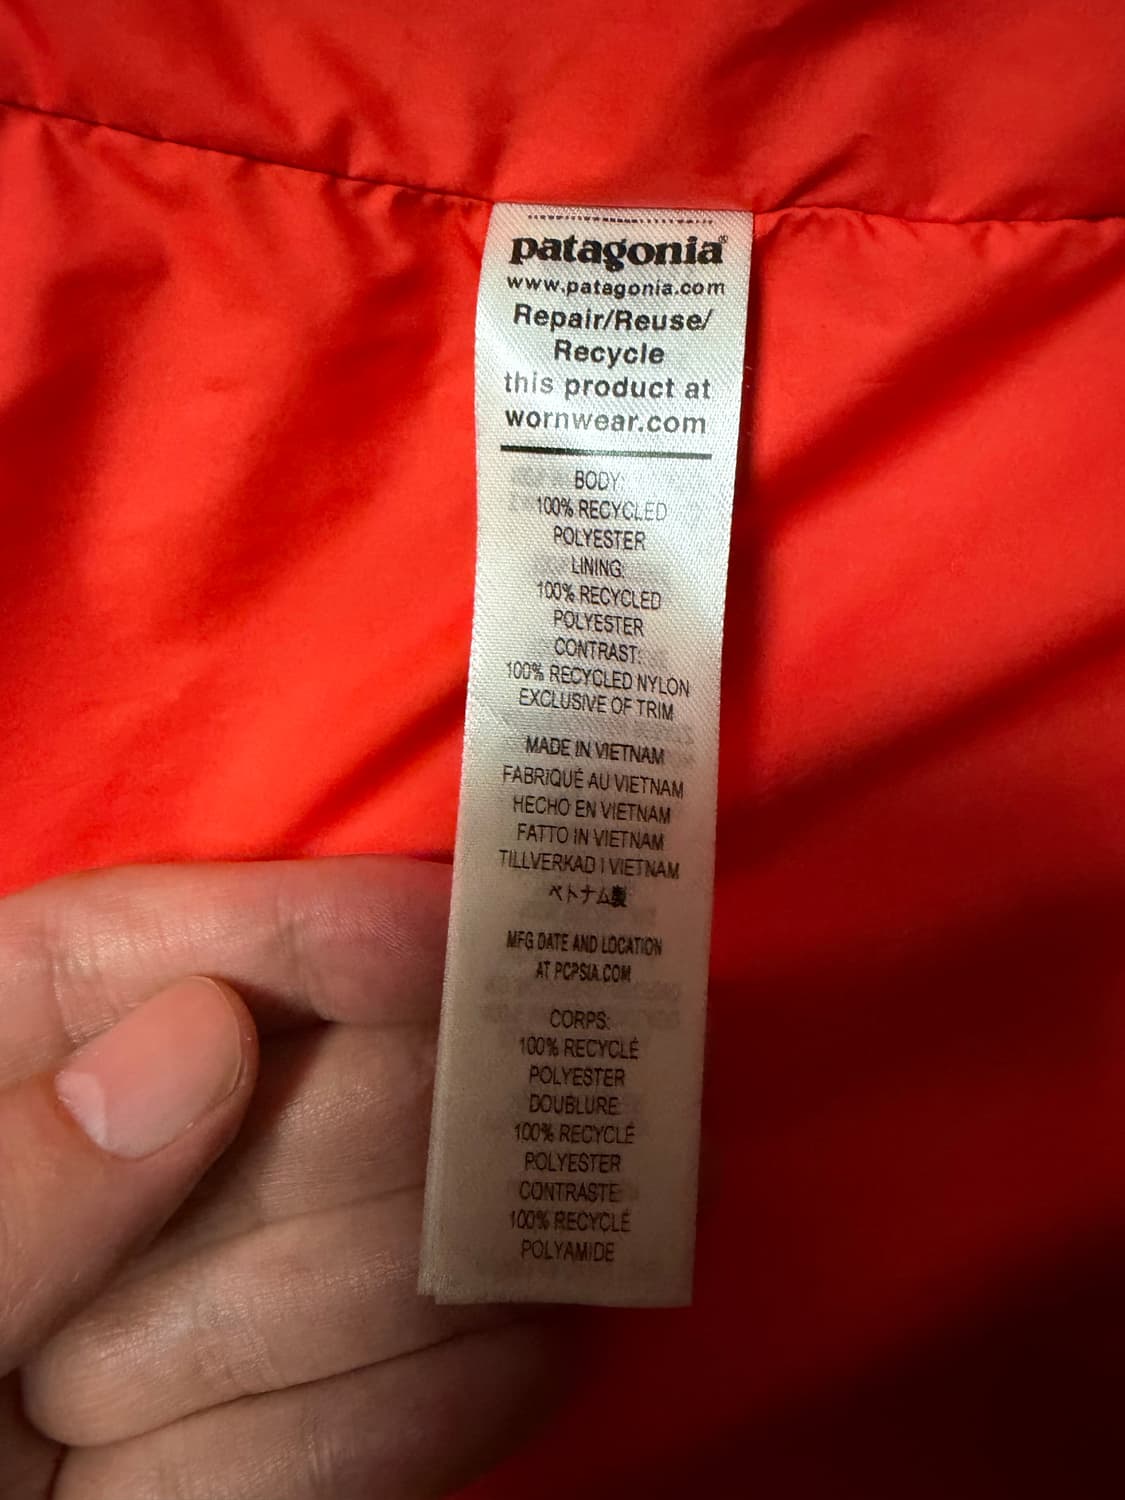 patagonia®
www.patagonia.com
Repair/Reuse/
Recycle
this product at
wornwear.com
BODY:
100% RECYCLED
POLYESTER
LINING:
100% RECYCLED
POLYESTER
CONTRAST:
100% RECYCLED NYLON
EXCLUSIVE OF TRIM
MADE IN VIETNAM
FABRIQUÉ AU VIETNAM
HECHO EN VIETNAM
FATTO IN VIETNAM
TILLVERKAD I VIETNAM
ベトナム製
MFG DATE AND LOCATION
AT PCPSIA.COM
CORPS:
100% RECYCLÉ
POLYESTER
DOUBLURE:
100% RECYCLÉ
POLYESTER
CONTRASTE:
100% RECYCLÉ
POLYAMIDE